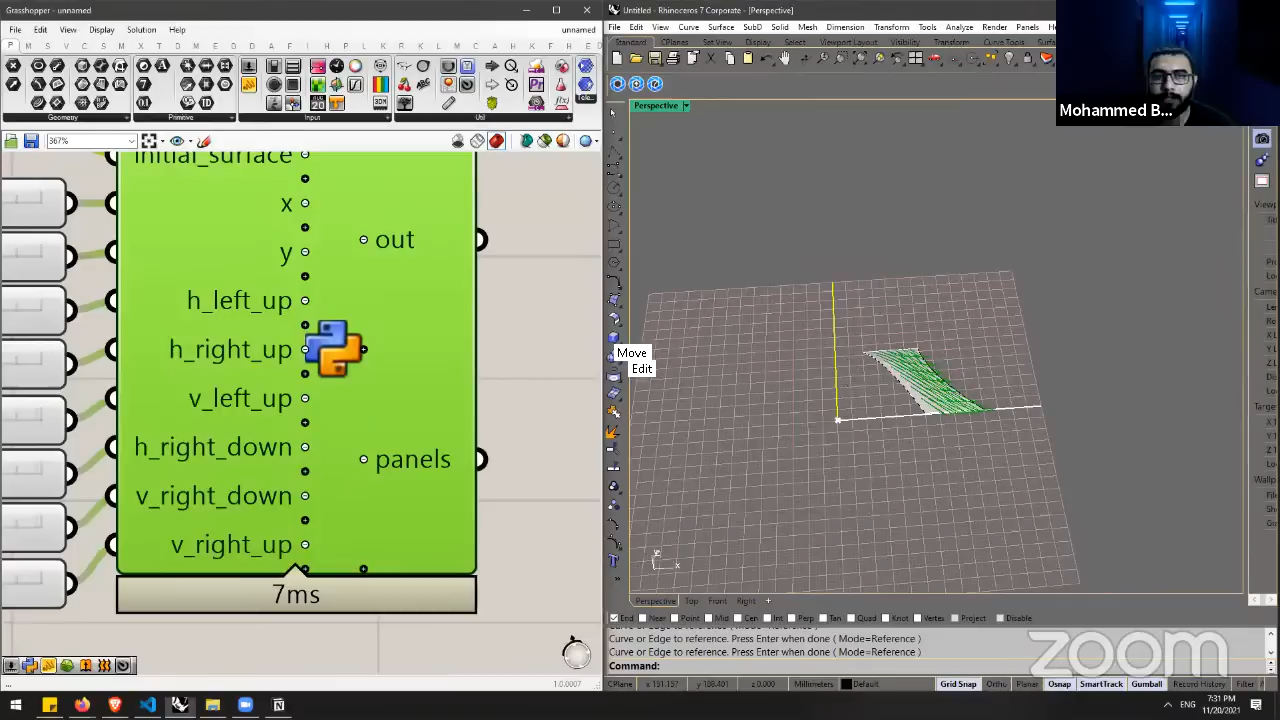 Grasshopper - unnamed
File Edit View Display Solution Help
unnamed
Geometry Primitive Input Util
367%
initial_surface
x
y
h_left_up
h_right_up
v_left_up
h_right_down
v_right_down
v_right_up
out
panels
7ms
1.0.0007
Untitled - Rhinoceros 7 Corporate - [Perspective]
File Edit View Curve Surface SubD Solid Mesh Dimension Transform Tools Analyze Render Panels
Standard CPlanes Set View Display Select Viewport Layout Visibility Transform Curve Tools
Perspective
Mohammed B...
Move
Edit
x
Perspective Top Front Right
End Near Point Mid Cen Int Perp Tan Quad Knot Vertex Project Disable
Curve or Edge to reference. Press Enter when done ( Mode=Reference )
Curve or Edge to reference. Press Enter when done ( Mode=Reference )
Command:
zoom
CPlane x 151.157 y 188.401 z 0.000 Millimeters Default Grid Snap Ortho Planar Osnap SmartTrack Gumball Record History Filter
ENG
7:31 PM
11/20/2021